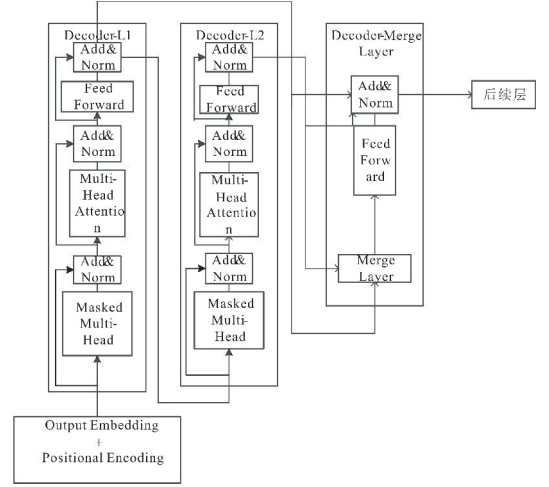 Decoder-L1
Add&
Norm
Feed
Forward
Add&
Norm
Multi-
Head
Attentio
n
Add&
Norm
Masked
Multi-
Head
Output Embedding
+
Positional Encoding
Decoder-L2
Add&
Norm
Feed
Forward
Add&
Norm
Multi-
Head
Attentio
n
Add&
Norm
Masked
Multi-
Head
Decoder-Merge
Layer
Add&
Norm
Feed
Forw
ard
Merge
Layer
后续层